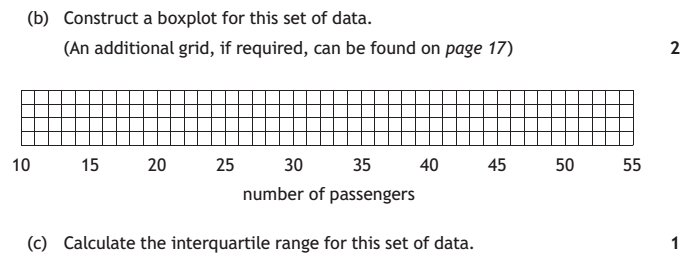 (b) Construct a boxplot for this set of data.
(An additional grid, if required, can be found on page 17) 2
10 15 20 25 30 35 40 45 50 55
number of passengers
(c) Calculate the interquartile range for this set of data. 1